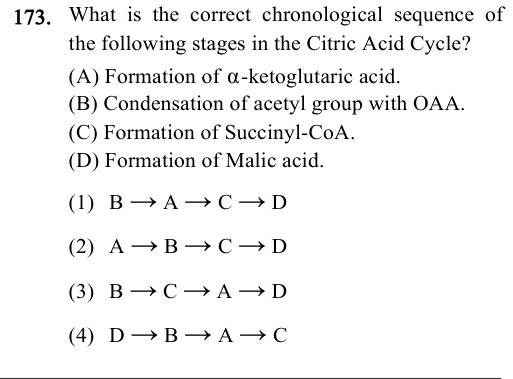 173. What is the correct chronological sequence of
the following stages in the Citric Acid Cycle?
(A) Formation of α-ketoglutaric acid.
(B) Condensation of acetyl group with OAA.
(C) Formation of Succinyl-CoA.
(D) Formation of Malic acid.
(1) B → A → C → D
(2) A → B → C → D
(3) B → C → A → D
(4) D → B → A → C